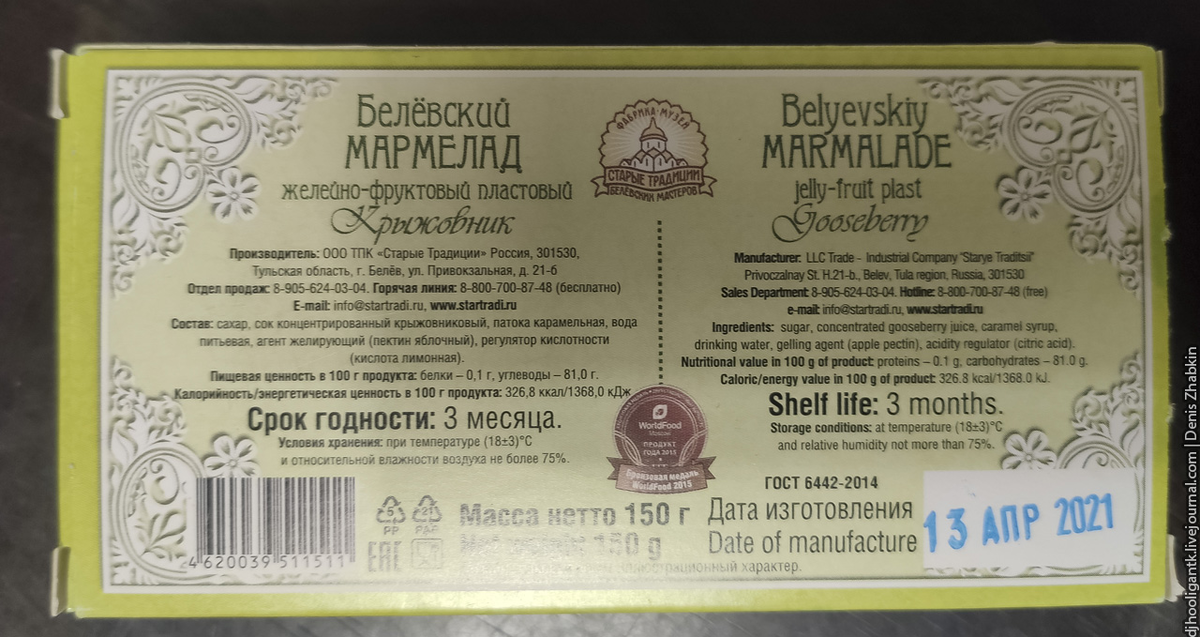 Белёвский
МАРМЕЛАД
желейно-фруктовый пластовый
Крыжовник
Производитель: ООО ТПК «Старые Традиции» Россия, 301530,
Тульская область, г. Белёв, ул. Привокзальная, д. 21-б
Отдел продаж: 8-905-624-03-04. Горячая линия: 8-800-700-87-48 (бесплатно)
E-mail: info@startradi.ru, www.startradi.ru
Состав: сахар, сок концентрированный крыжовниковый, патока карамельная, вода
питьевая, агент желирующий (пектин яблочный), регулятор кислотности
(кислота лимонная).
Пищевая ценность в 100 г продукта: белки – 0,1 г, углеводы – 81,0 г.
Калорийность/энергетическая ценность в 100 г продукта: 326,8 ккал/1368,0 кДж
Срок годности: 3 месяца.
Условия хранения: при температуре (18±3)°С
и относительной влажности воздуха не более 75%.
4 620039 511511
5
PP
21
PAP
EAC
Масса нетто 150 г
150 g
ФАБРИКА-МУЗЕЙ
СТАРЫЕ ТРАДИЦИИ
БЕЛЁВСКИХ МАСТЕРОВ
WorldFood
Moscow
ПРОДУКТ
ГОДА 2015
Бронзовая медаль
WorldFood 2015
Belyevskiy
MARMALADE
jelly-fruit plast
Gooseberry
Manufacturer: LLC Trade - Industrial Company "Starye Traditsii"
Privoczalnay St. H.21-b., Belev, Tula region, Russia, 301530
Sales Department: 8-905-624-03-04. Hotline: 8-800-700-87-48 (free)
e-mail: info@startradi.ru, www.startradi.ru
Ingredients: sugar, concentrated gooseberry juice, caramel syrup,
drinking water, gelling agent (apple pectin), acidity regulator (citric acid).
Nutritional value in 100 g of product: proteins – 0.1 g, carbohydrates – 81.0 g.
Caloric/energy value in 100 g of product: 326.8 kcal/1368.0 kJ.
Shelf life: 3 months.
Storage conditions: at temperature (18±3)°C
and relative humidity not more than 75%.
ГОСТ 6442-2014
Дата изготовления
Date of manufacture
13 АПР 2021
характер.
djhooligantk.livejournal.com | Denis Zhabkin